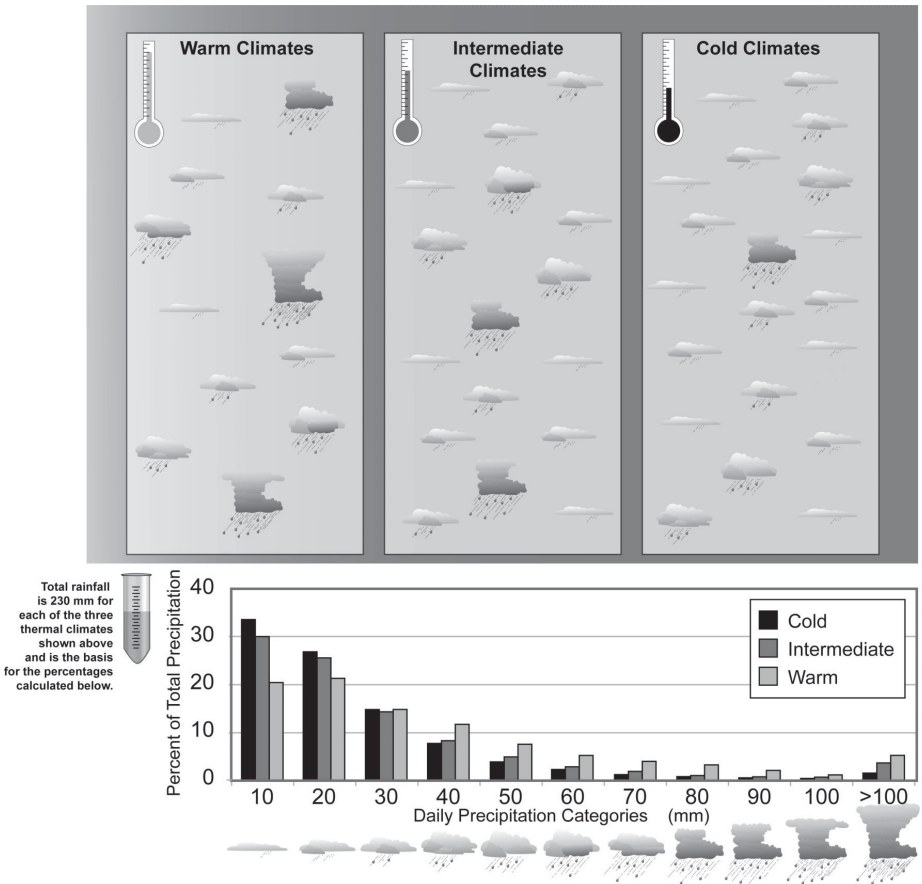 Warm Climates
Intermediate
Climates
Cold Climates
Total rainfall
is 230 mm for
each of the three
thermal climates
shown above
and is the basis
for the percentages
calculated below.
Percent of Total Precipitation
40
30
20
10
0
Cold
Intermediate
Warm
10 20 30 40 50 60 70 80 90 100 >100
Daily Precipitation Categories (mm)